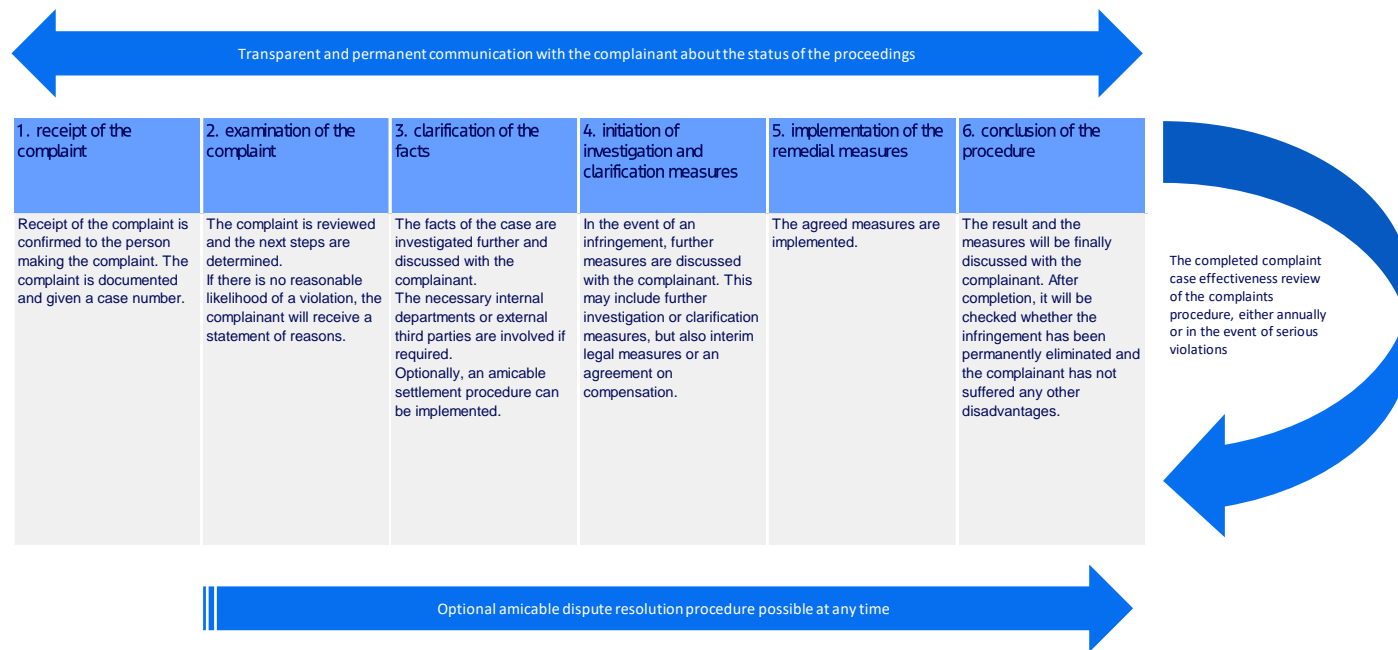 Transparent and permanent communication with the complainant about the status of the proceedings
1. receipt of the
complaint
2. examination of the
complaint
3. clarification of the
facts
4. initiation of
investigation and
clarification measures
5. implementation of the
remedial measures
6. conclusion of the
procedure
Receipt of the complaint is
confirmed to the person
making the complaint. The
complaint is documented
and given a case number.
The complaint is reviewed
and the next steps are
determined.
If there is no reasonable
likelihood of a violation, the
complainant will receive a
statement of reasons.
The facts of the case are
investigated further and
discussed with the
complainant.
The necessary internal
departments or external
third parties are involved if
required.
Optionally, an amicable
settlement procedure can
be implemented.
In the event of an
infringement, further
measures are discussed
with the complainant. This
may include further
investigation or clarification
measures, but also interim
legal measures or an
agreement on
compensation.
The agreed measures are
implemented.
The result and the
measures will be finally
discussed with the
complainant. After
completion, it will be
checked whether the
infringement has been
permanently eliminated and
the complainant has not
suffered any other
disadvantages.
The completed complaint
case effectiveness review
of the complaints
procedure, either annually
or in the event of serious
violations
Optional amicable dispute resolution procedure possible at any time